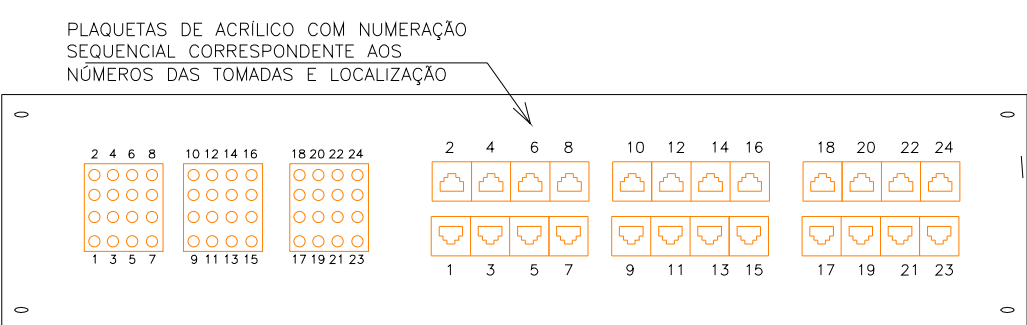 PLAQUETAS DE ACRÍLICO COM NUMERAÇÃO
SEQUENCIAL CORRESPONDENTE AOS
NÚMEROS DAS TOMADAS E LOCALIZAÇÃO
2 4 6 8 10 12 14 16 18 20 22 24
1 3 5 7 9 11 13 15 17 19 21 23
2 4 6 8 10 12 14 16 18 20 22 24
1 3 5 7 9 11 13 15 17 19 21 23